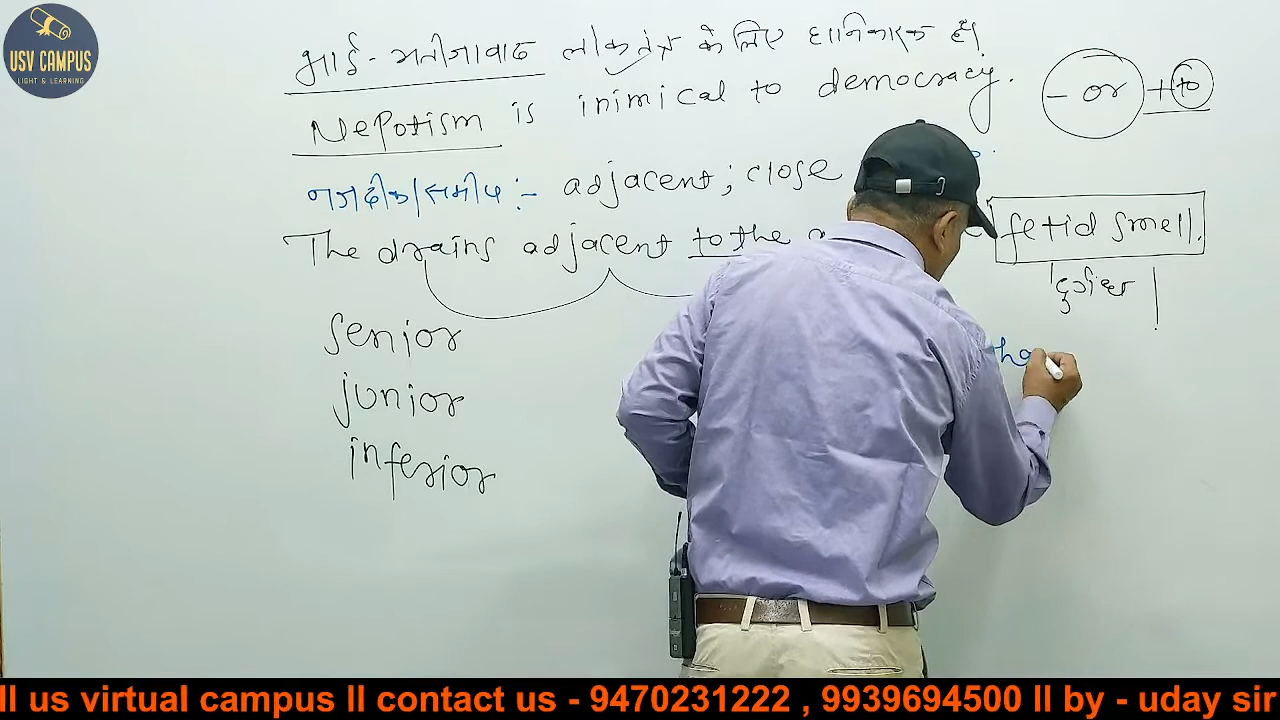 USV CAMPUS
LIGHT & LEARNING
भाई-भतीजावाद लोकतंत्र के लिए हानिकारक है।
Nepotism is inimical to democracy.
- or + to
नजदीक/समीप :- adjacent; close
The drains adjacent to the
fetid smell.
दुर्गंध
senior
junior
inferior
ll us virtual campus ll contact us - 9470231222 , 9939694500 ll by - uday sir